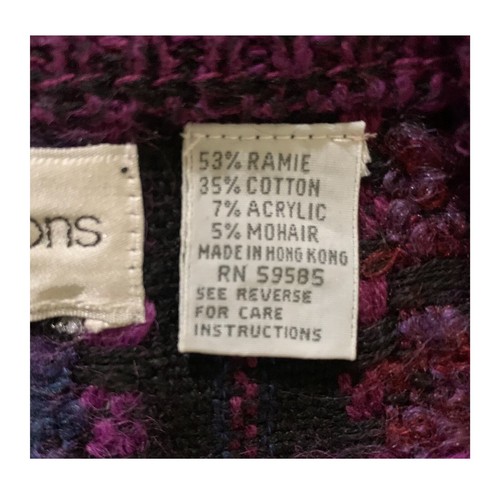 ons
53% RAMIE
35% COTTON
7% ACRYLIC
5% MOHAIR
MADE IN HONG KONG
RN 59585
SEE REVERSE
FOR CARE
INSTRUCTIONS